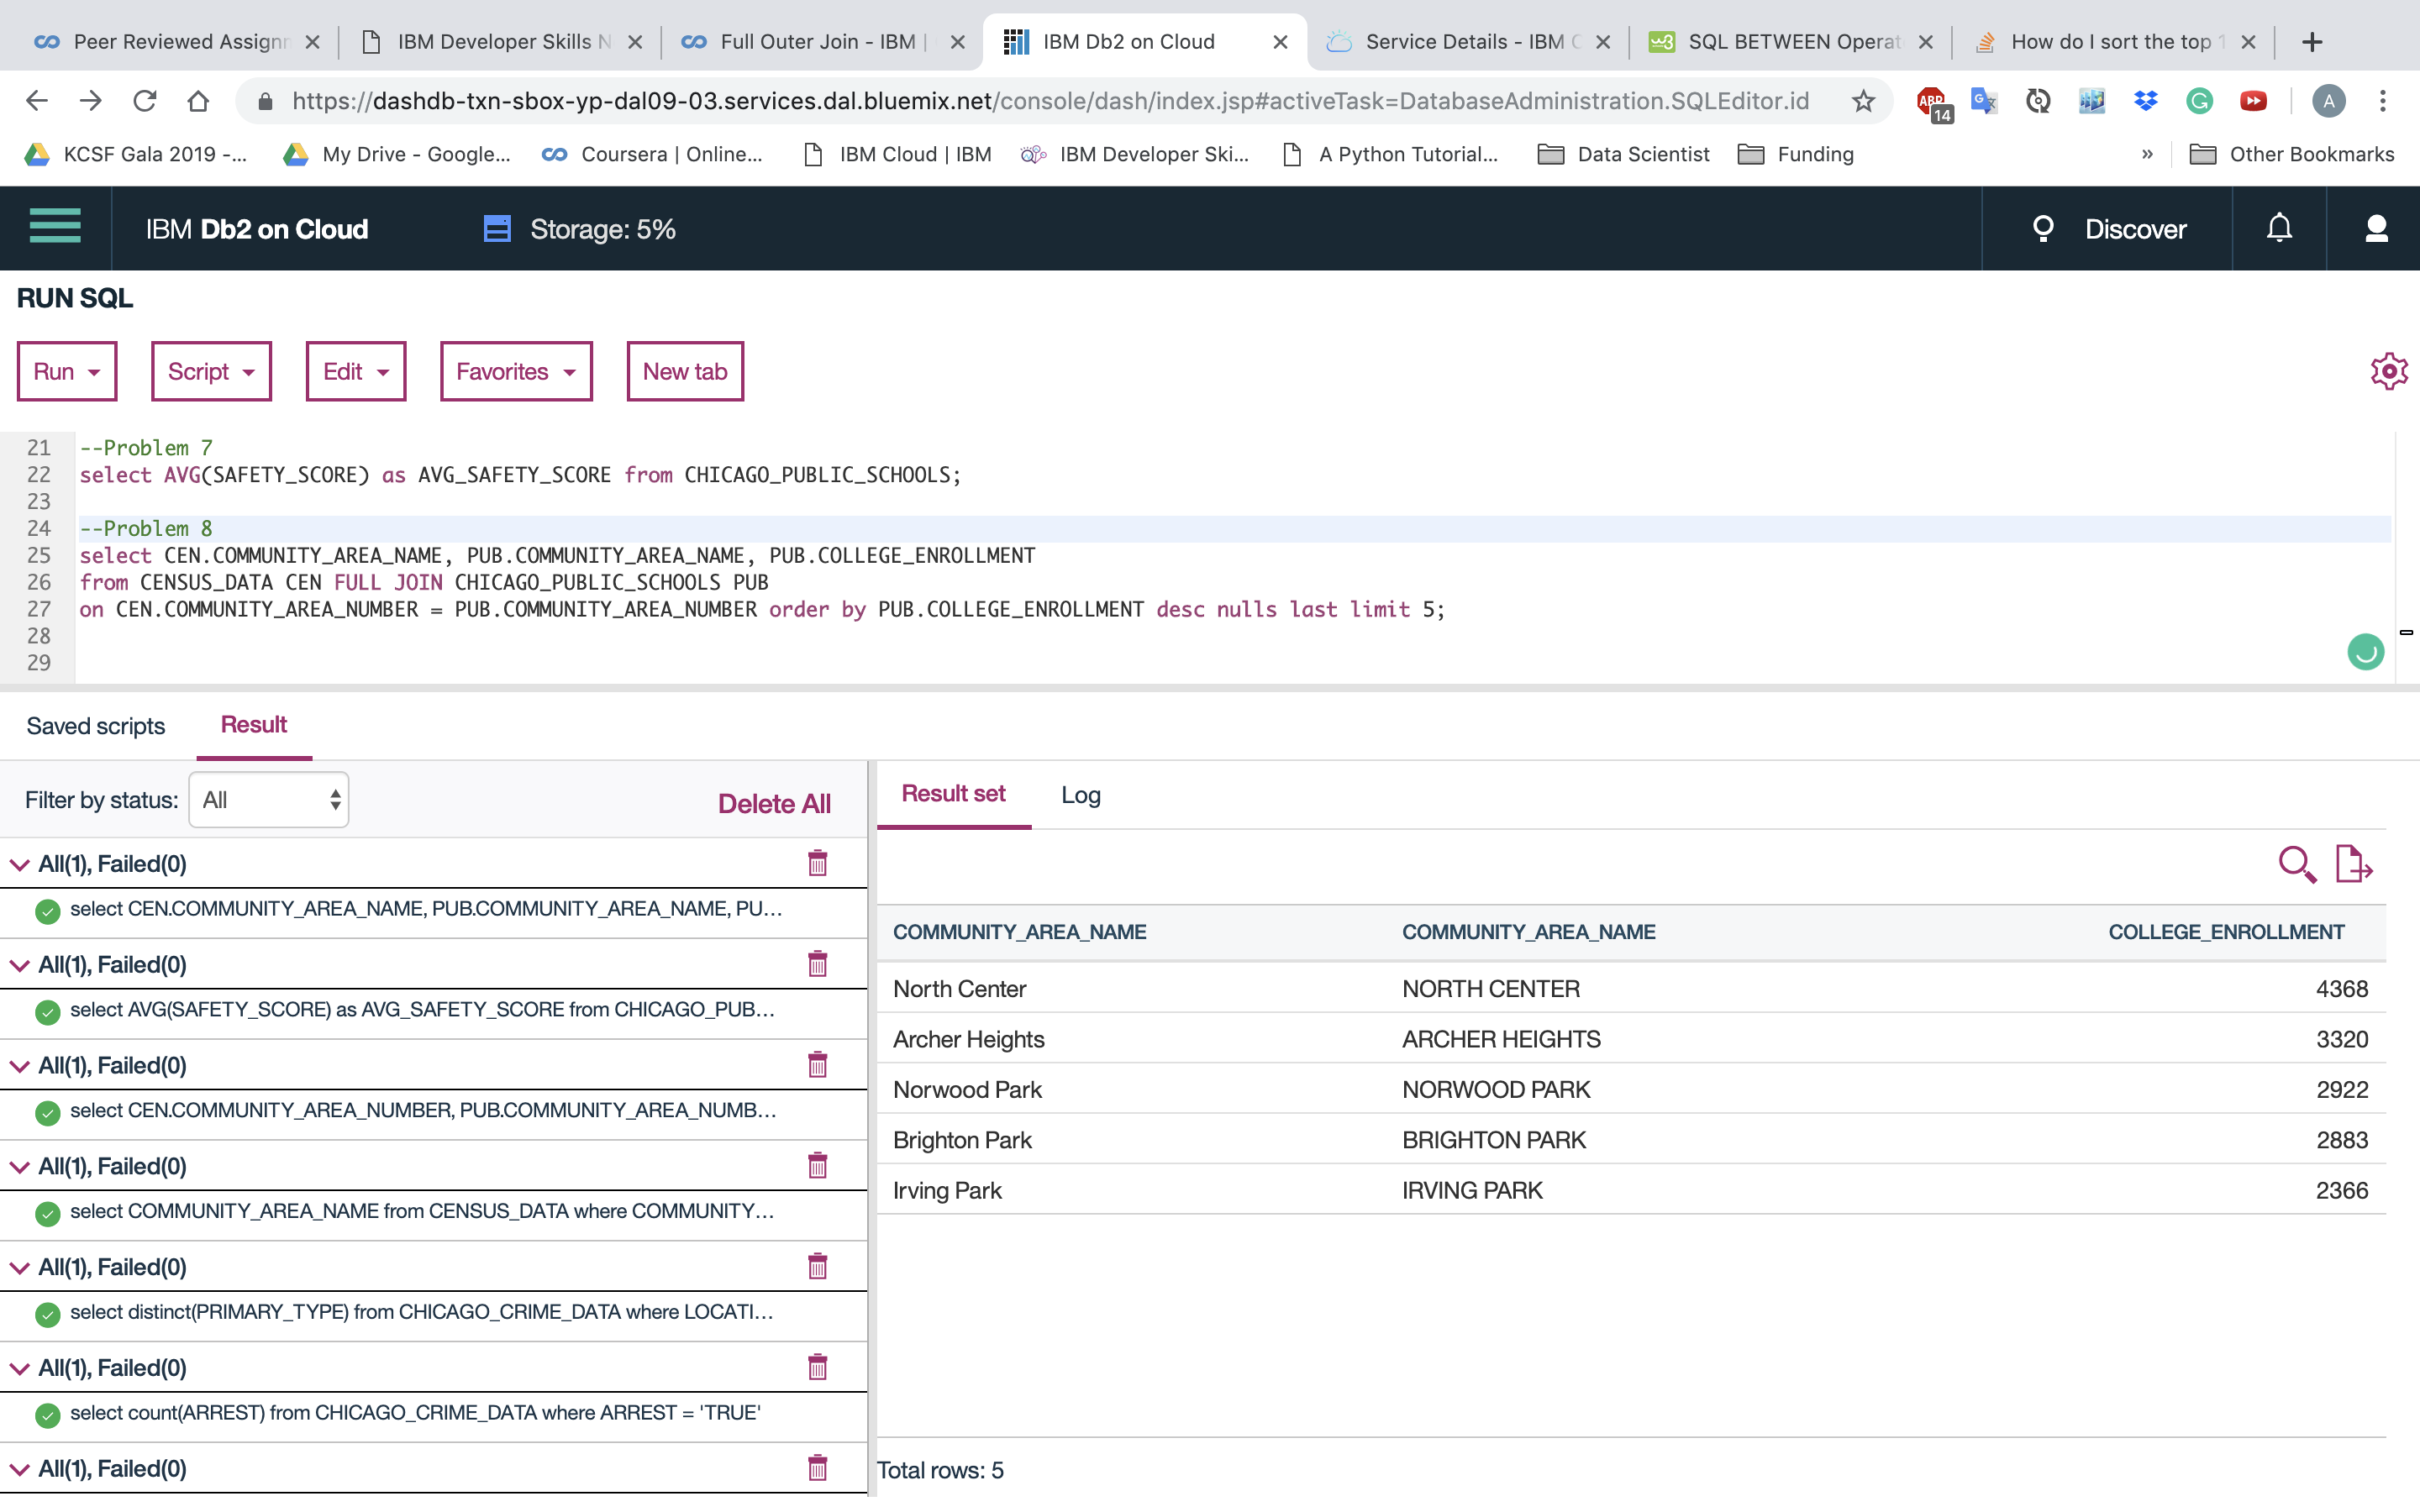 Peer Reviewed Assignm
IBM Developer Skills N
Full Outer Join - IBM |
IBM Db2 on Cloud
Service Details - IBM C
SQL BETWEEN Operat
How do I sort the top 1
https://dashdb-txn-sbox-yp-dal09-03.services.dal.bluemix.net/console/dash/index.jsp#activeTask=DatabaseAdministration.SQLEditor.id
ABP
14
A
KCSF Gala 2019 -...
My Drive - Google...
Coursera | Online...
IBM Cloud | IBM
IBM Developer Ski...
A Python Tutorial...
Data Scientist
Funding
»
Other Bookmarks
IBM Db2 on Cloud
Storage: 5%
Discover
RUN SQL
Run
Script
Edit
Favorites
New tab
21 --Problem 7
22 select AVG(SAFETY_SCORE) as AVG_SAFETY_SCORE from CHICAGO_PUBLIC_SCHOOLS;
23
24 --Problem 8
25 select CEN.COMMUNITY_AREA_NAME, PUB.COMMUNITY_AREA_NAME, PUB.COLLEGE_ENROLLMENT
26 from CENSUS_DATA CEN FULL JOIN CHICAGO_PUBLIC_SCHOOLS PUB
27 on CEN.COMMUNITY_AREA_NUMBER = PUB.COMMUNITY_AREA_NUMBER order by PUB.COLLEGE_ENROLLMENT desc nulls last limit 5;
28
29
Saved scripts
Result
Filter by status:
All
Delete All
All(1), Failed(0)
select CEN.COMMUNITY_AREA_NAME, PUB.COMMUNITY_AREA_NAME, PU...
All(1), Failed(0)
select AVG(SAFETY_SCORE) as AVG_SAFETY_SCORE from CHICAGO_PUB...
All(1), Failed(0)
select CEN.COMMUNITY_AREA_NUMBER, PUB.COMMUNITY_AREA_NUMB...
All(1), Failed(0)
select COMMUNITY_AREA_NAME from CENSUS_DATA where COMMUNITY...
All(1), Failed(0)
select distinct(PRIMARY_TYPE) from CHICAGO_CRIME_DATA where LOCATI...
All(1), Failed(0)
select count(ARREST) from CHICAGO_CRIME_DATA where ARREST = 'TRUE'
All(1), Failed(0)
Result set
Log
COMMUNITY_AREA_NAME COMMUNITY_AREA_NAME COLLEGE_ENROLLMENT
North Center NORTH CENTER 4368
Archer Heights ARCHER HEIGHTS 3320
Norwood Park NORWOOD PARK 2922
Brighton Park BRIGHTON PARK 2883
Irving Park IRVING PARK 2366
Total rows: 5